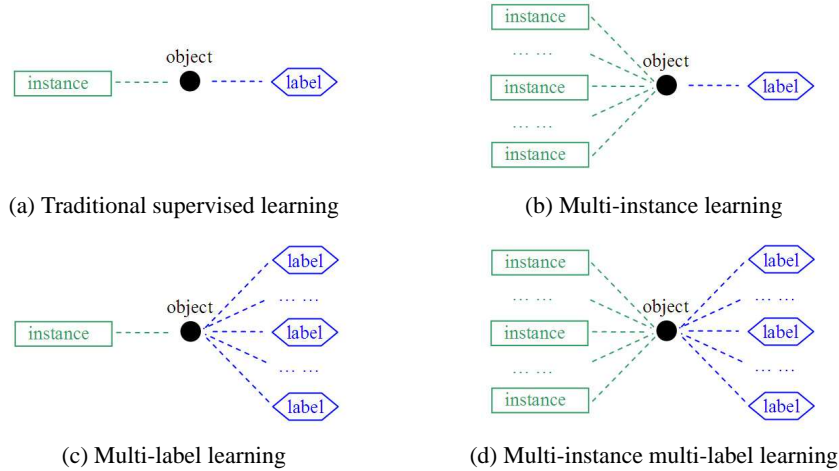 object
instance
label
(a) Traditional supervised learning
instance
... ...
object
instance
label
... ...
instance
(b) Multi-instance learning
label
object
... ...
instance
label
... ...
label
(c) Multi-label learning
instance
label
... ...
object
... ...
instance
label
... ...
... ...
instance
label
(d) Multi-instance multi-label learning